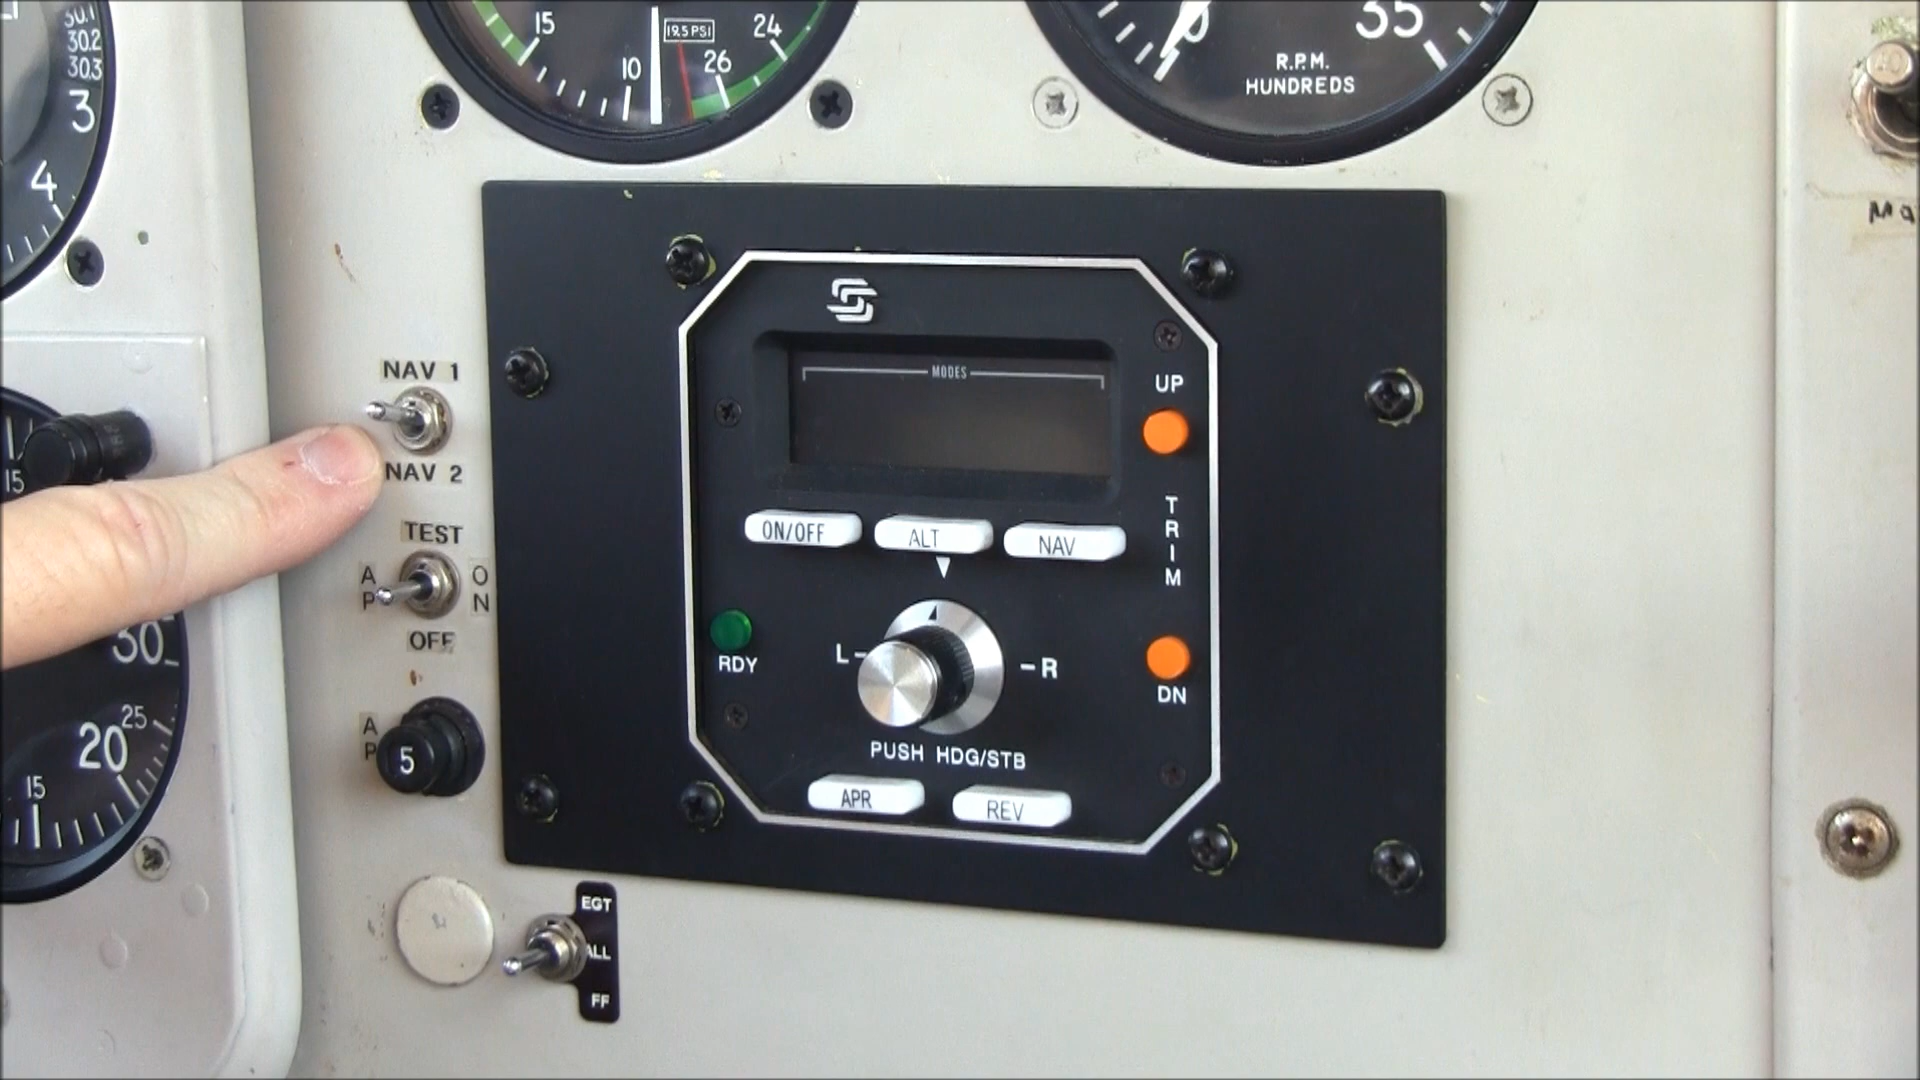 30.1
30.2
30.3
3
4
15
10
19.5 PSI
26
24
35
R.P.M.
HUNDREDS
NAV 1
NAV 2
TEST
A P
O N
OFF
A P
5
15
30
25
20
15
MODES
UP
ON/OFF
ALT
NAV
TRIM
RDY
L
R
DN
PUSH HDG/STB
APR
REV
EGT
ALL
FF